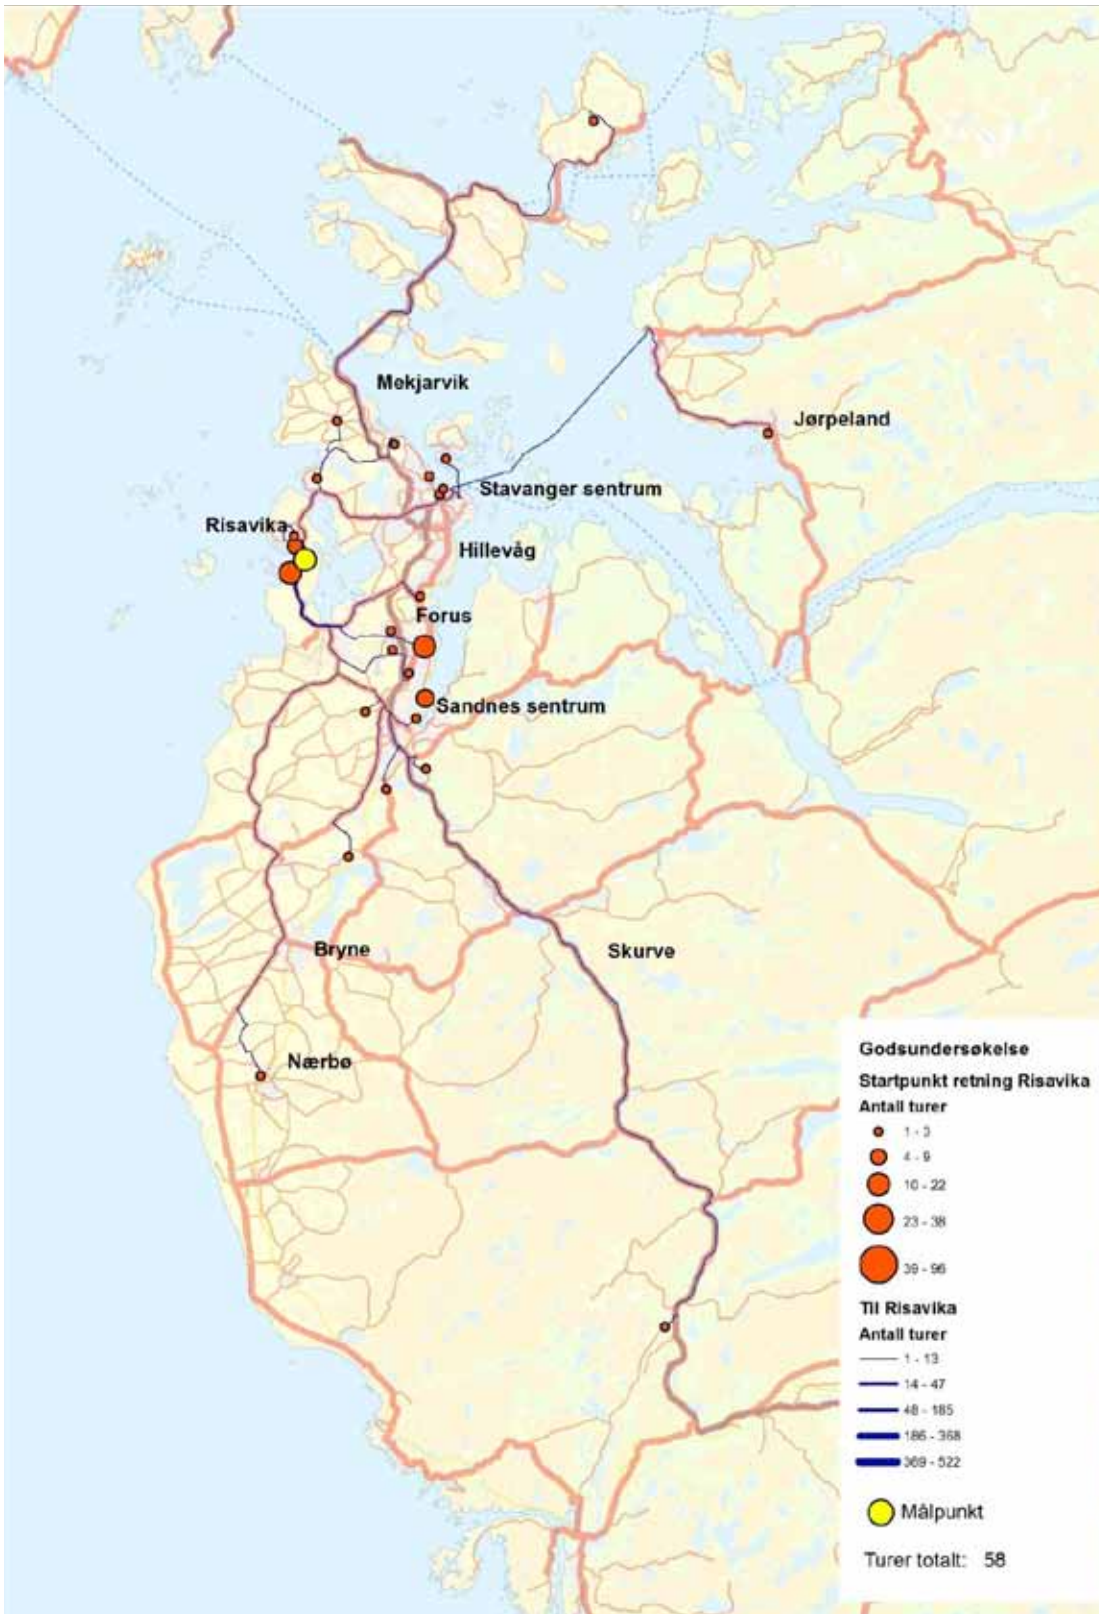 Mekjarvik
Jørpeland
Stavanger sentrum
Risavika
Hillevåg
Forus
Sandnes sentrum
Bryne
Skurve
Nærbø
Godsundersøkelse
Startpunkt retning Risavika
Antall turer
1 - 3
4 - 9
10 - 22
23 - 38
39 - 96
Til Risavika
Antall turer
1 - 13
14 - 47
48 - 185
186 - 368
369 - 522
Målpunkt
Turer totalt: 58